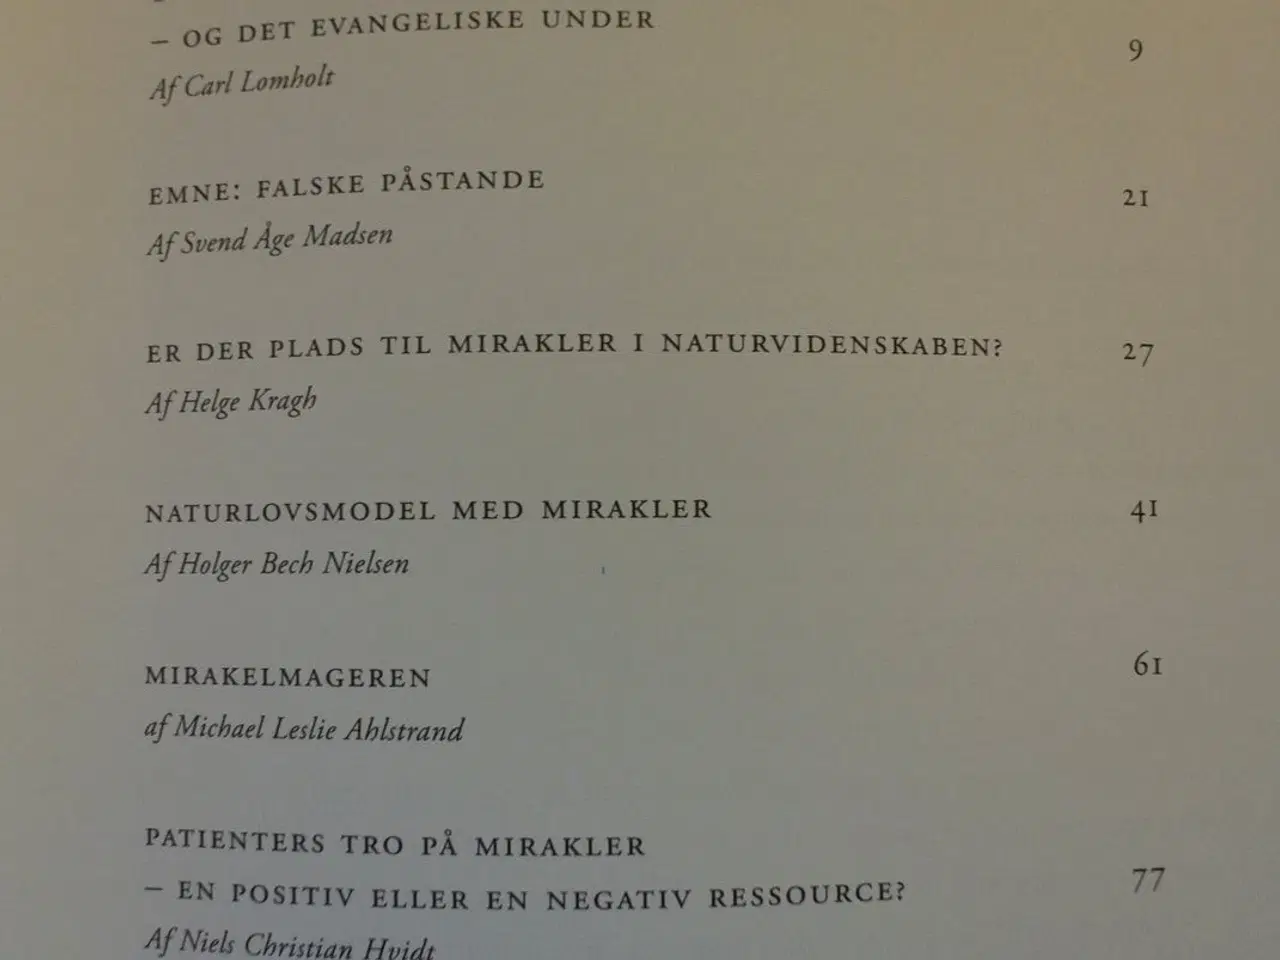 – OG DET EVANGELISKE UNDER 9
Af Carl Lomholt
EMNE: FALSKE PÅSTANDE 21
Af Svend Åge Madsen
ER DER PLADS TIL MIRAKLER I NATURVIDENSKABEN? 27
Af Helge Kragh
NATURLOVSMODEL MED MIRAKLER 41
Af Holger Bech Nielsen
MIRAKELMAGEREN 61
af Michael Leslie Ahlstrand
PATIENTERS TRO PÅ MIRAKLER
– EN POSITIV ELLER EN NEGATIV RESSOURCE? 77
Af Niels Christian Hvidt